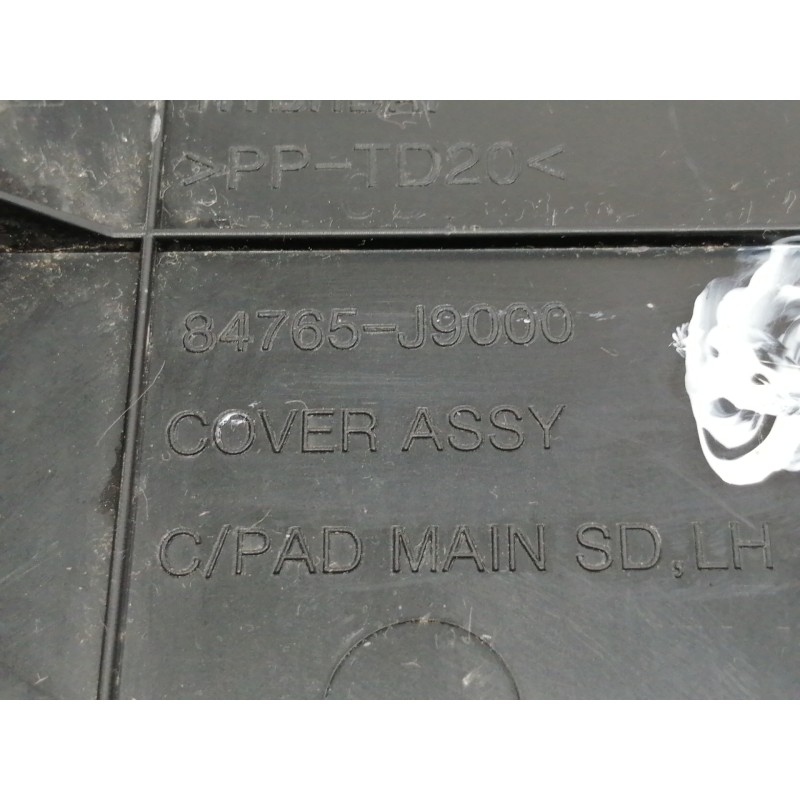 >PP-TD20<
84765-J9000
COVER ASSY
C/PAD MAIN SD,LH